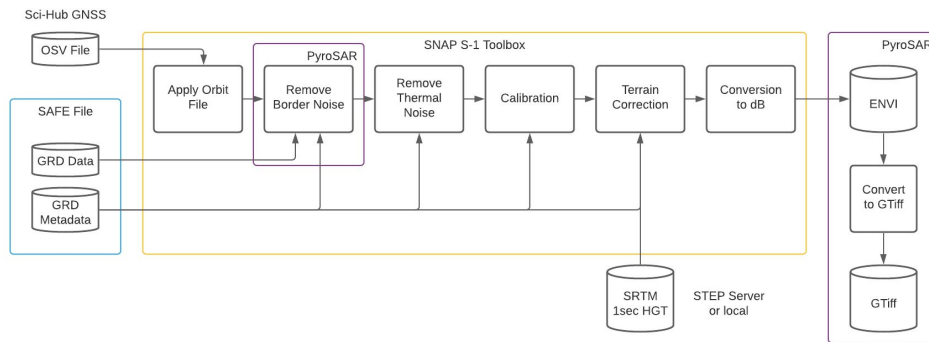 Sci-Hub GNSS
OSV File
SNAP S-1 Toolbox
PyroSAR
PyroSAR
Apply Orbit
File
Remove
Border Noise
Remove
Thermal
Noise
Calibration
Terrain
Correction
Conversion
to dB
ENVI
SAFE File
GRD Data
GRD
Metadata
Convert
to GTiff
SRTM
1sec HGT
STEP Server
or local
GTiff